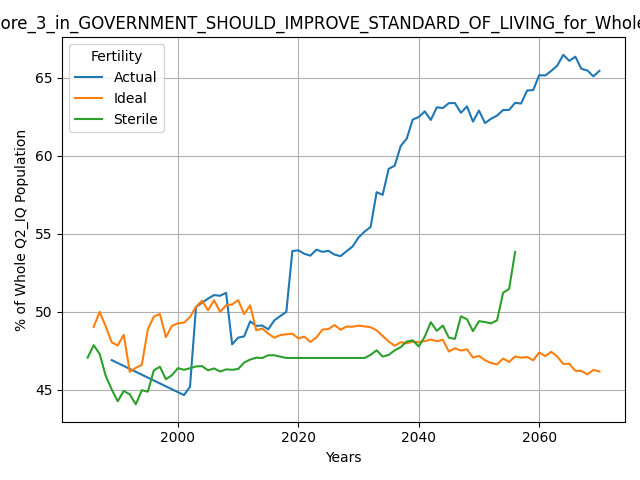 ore_3_in_GOVERNMENT_SHOULD_IMPROVE_STANDARD_OF_LIVING_for_Whole
Fertility
Actual
Ideal
Sterile
% of Whole Q2_IQ Population
65
60
55
50
45
2000
2020
2040
2060
Years